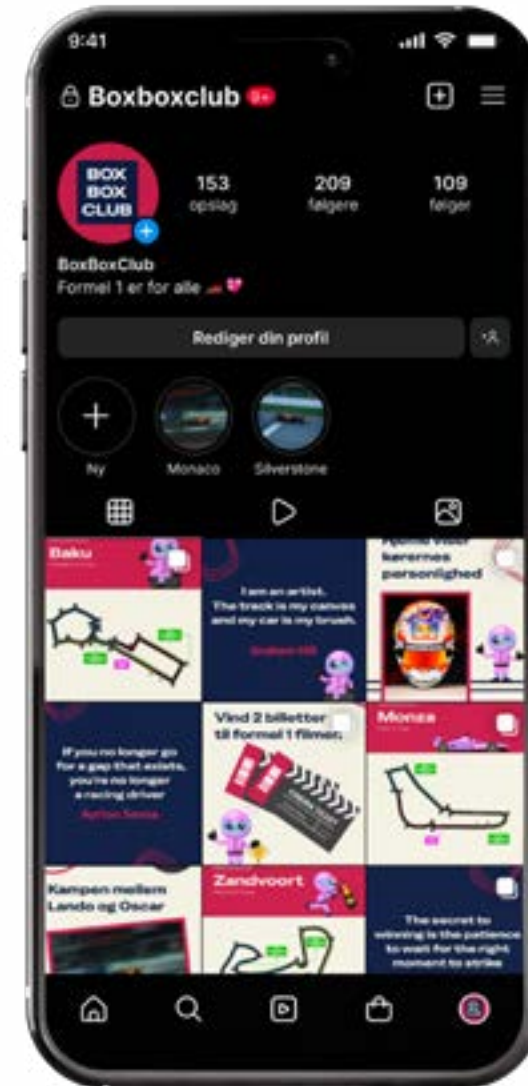 9:41
Boxboxclub 9+
BOX
BOX
CLUB
153
opslag
209
følgere
109
følger
BoxBoxClub
Formel 1 er for alle
Rediger din profil
Ny
Monaco
Silverstone
Baku
I am an artist.
The track is my canvas
and my car is my brush.
Graham Hill
kørernes
personlighed
If you no longer go
for a gap that exists,
you're no longer
a racing driver
Ayrton Senna
Vind 2 billetter
til formel 1 filmen.
Monza
Kampen mellem
Lando og Oscar
Zandvoort
The secret to
winning is the patience
to wait for the right
moment to strike